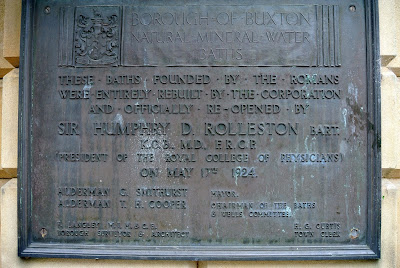 BOROUGH·OF BUXTON
NATURAL MINERAL·WATER
BATHS
THESE · BATHS · FOUNDED · BY · THE · ROMANS
WERE·ENTIRELY·REBUILT·BY·THE·CORPORATION
AND · OFFICIALLY · RE-OPENED · BY
SIR. HUMPHRY D. ROLLESTON BART.
K.C.B., M.D., F.R.C.P.
(PRESIDENT OF THE ROYAL COLLEGE OF PHYSICIANS)
ON MAY 17TH 1924.
ALDERMAN G. SMITHURST MAYOR.
ALDERMAN T. H. COOPER CHAIRMAN OF THE BATHS
& WELLS COMMITTEE.
F. LANGLEY, M.I.M.&C.E. H. G. CURTIS
BOROUGH SURVEYOR & ARCHITECT TOWN CLERK